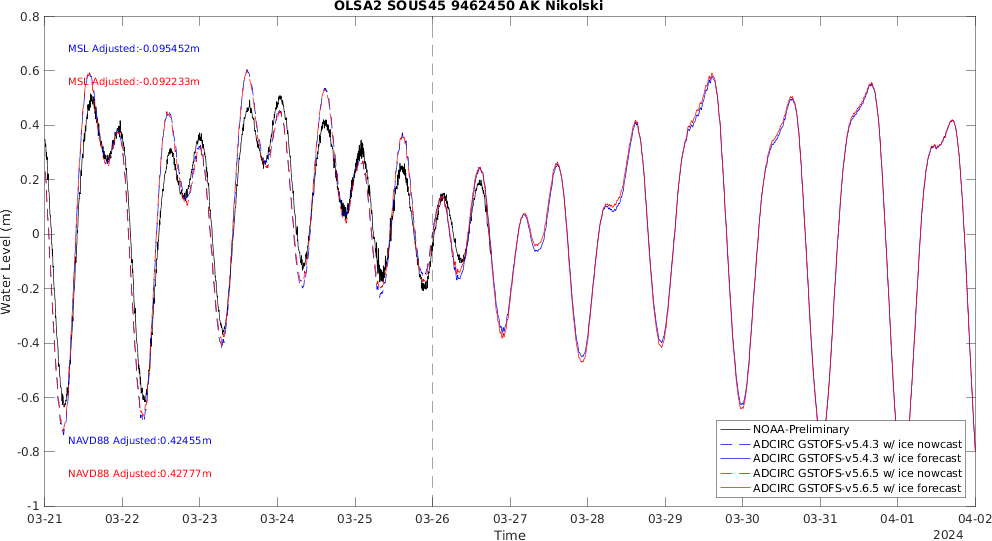 OLSA2 SOUS45 9462450 AK Nikolski
0.8
0.6
0.4
0.2
0
-0.2
-0.4
-0.6
-0.8
-1
Water Level (m)
MSL Adjusted:-0.095452m
MSL Adjusted:-0.092233m
NAVD88 Adjusted:0.42455m
NAVD88 Adjusted:0.42777m
NOAA-Preliminary
ADCIRC GSTOFS-v5.4.3 w/ ice nowcast
ADCIRC GSTOFS-v5.4.3 w/ ice forecast
ADCIRC GSTOFS-v5.6.5 w/ ice nowcast
ADCIRC GSTOFS-v5.6.5 w/ ice forecast
03-21 03-22 03-23 03-24 03-25 03-26 03-27 03-28 03-29 03-30 03-31 04-01 04-02
Time
2024